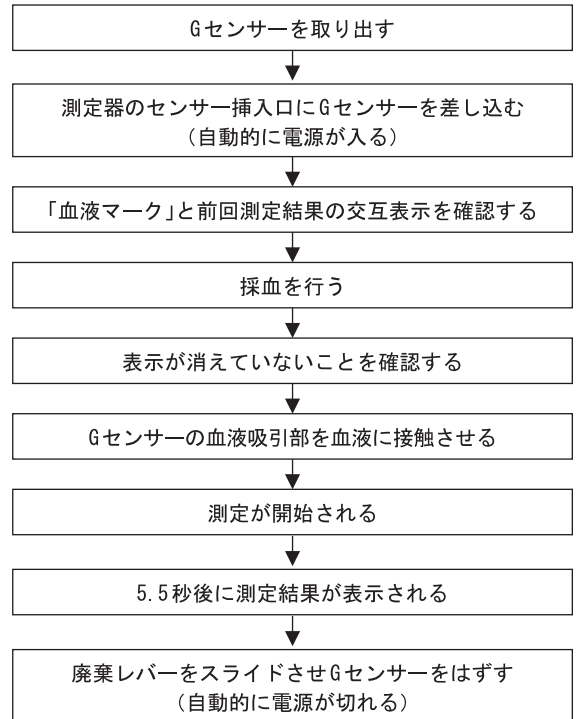 Gセンサーを取り出す
測定器のセンサー挿入口にGセンサーを差し込む
(自動的に電源が入る)
「血液マーク」と前回測定結果の交互表示を確認する
採血を行う
表示が消えていないことを確認する
Gセンサーの血液吸引部を血液に接触させる
測定が開始される
5.5秒後に測定結果が表示される
廃棄レバーをスライドさせGセンサーをはずす
(自動的に電源が切れる)